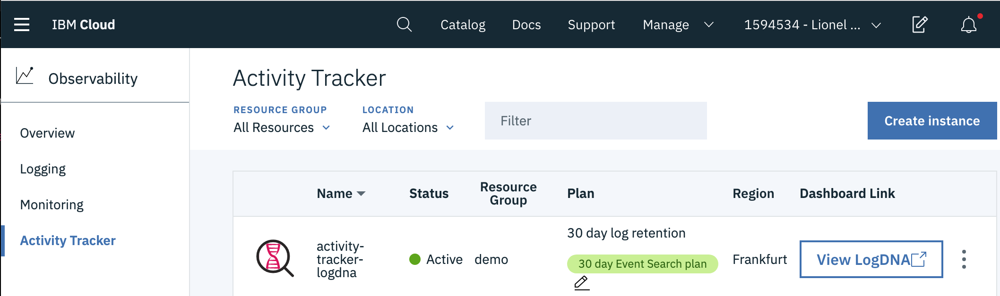 IBM Cloud
Catalog
Docs
Support
Manage
1594534 - Lionel ...
Observability
Overview
Logging
Monitoring
Activity Tracker
Activity Tracker
RESOURCE GROUP
All Resources
LOCATION
All Locations
Filter
Create instance
Name
Status
Resource
Group
Plan
Region
Dashboard Link
activity-
tracker-
logdna
Active
demo
30 day log retention
30 day Event Search plan
Frankfurt
View LogDNA